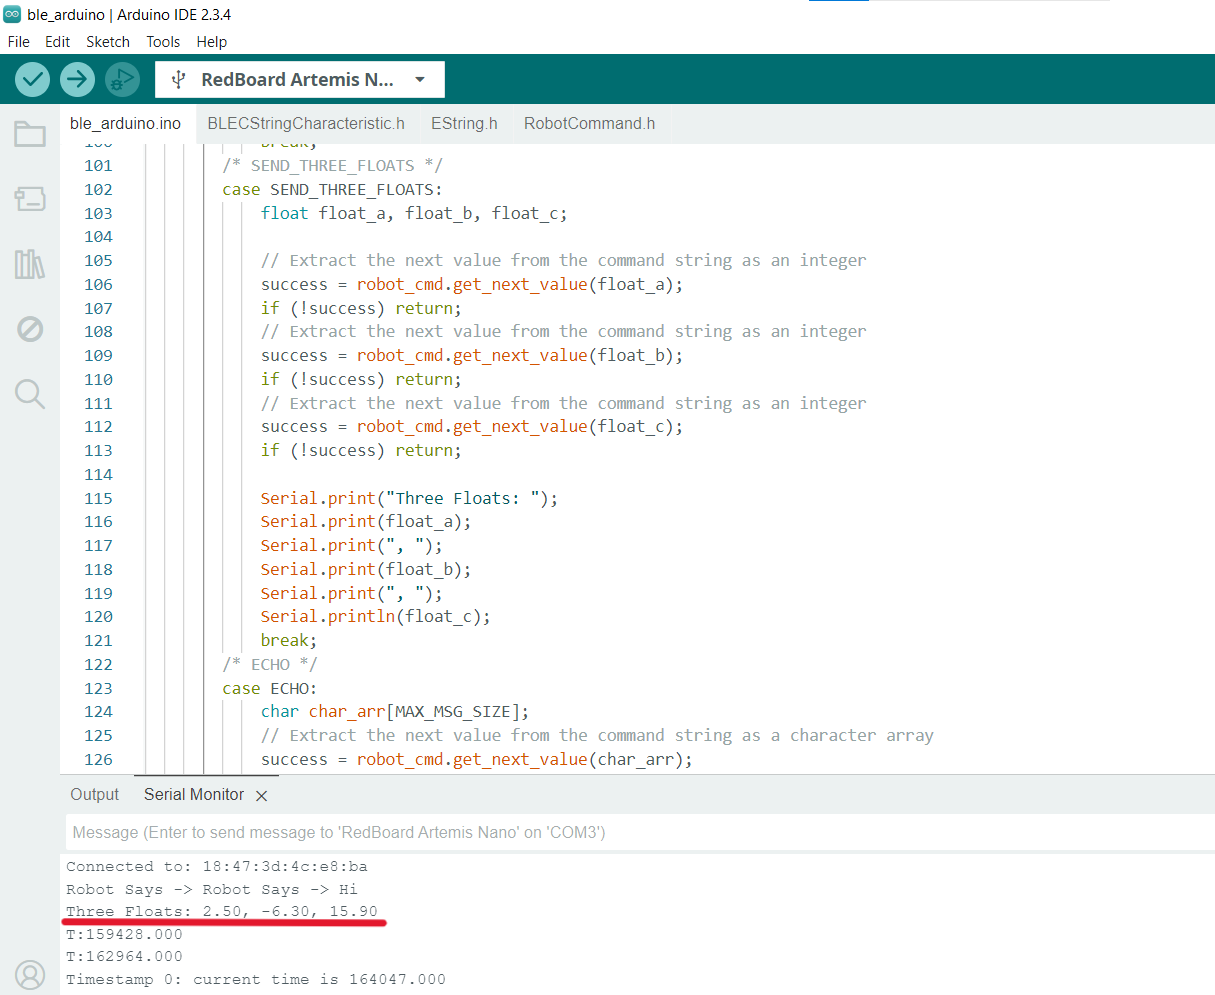 ble_arduino | Arduino IDE 2.3.4
File Edit Sketch Tools Help
RedBoard Artemis N...
ble_arduino.ino BLECStringCharacteristic.h EString.h RobotCommand.h
100 break;
101 /* SEND_THREE_FLOATS */
102 case SEND_THREE_FLOATS:
103 float float_a, float_b, float_c;
104
105 // Extract the next value from the command string as an integer
106 success = robot_cmd.get_next_value(float_a);
107 if (!success) return;
108 // Extract the next value from the command string as an integer
109 success = robot_cmd.get_next_value(float_b);
110 if (!success) return;
111 // Extract the next value from the command string as an integer
112 success = robot_cmd.get_next_value(float_c);
113 if (!success) return;
114
115 Serial.print("Three Floats: ");
116 Serial.print(float_a);
117 Serial.print(", ");
118 Serial.print(float_b);
119 Serial.print(", ");
120 Serial.println(float_c);
121 break;
122 /* ECHO */
123 case ECHO:
124 char char_arr[MAX_MSG_SIZE];
125 // Extract the next value from the command string as a character array
126 success = robot_cmd.get_next_value(char_arr);
Output Serial Monitor
Message (Enter to send message to 'RedBoard Artemis Nano' on 'COM3')
Connected to: 18:47:3d:4c:e8:ba
Robot Says -> Robot Says -> Hi
Three Floats: 2.50, -6.30, 15.90
T:159428.000
T:162964.000
Timestamp 0: current time is 164047.000